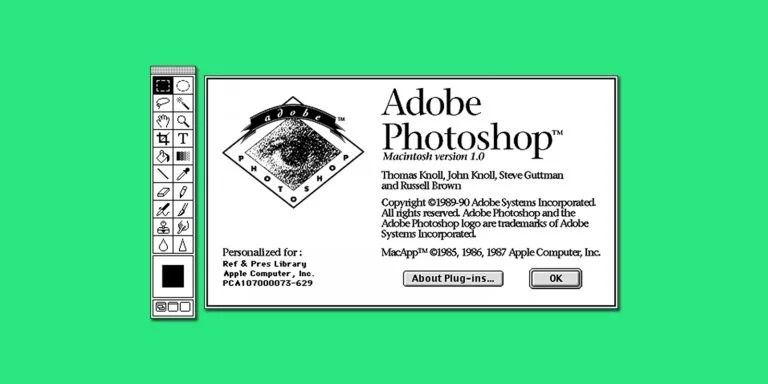 adobe™
PHOTOSHOP
T
Adobe
Photoshop™
Macintosh version 1.0
Thomas Knoll, John Knoll, Steve Guttman
and Russell Brown
Copyright ©1989-90 Adobe Systems Incorporated.
All rights reserved. Adobe Photoshop and the
Adobe Photoshop logo are trademarks of Adobe
Systems Incorporated.
MacApp™ ©1985, 1986, 1987 Apple Computer, Inc.
Personalized for :
Ref & Pres Library
Apple Computer, Inc.
PCA107000073-629
About Plug-ins...
OK